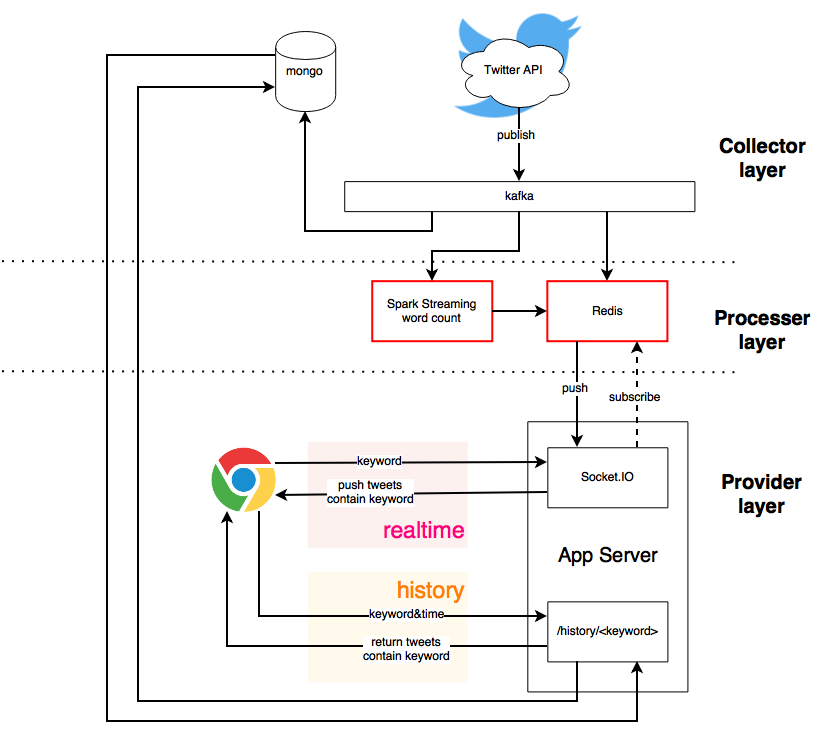 mongo
Twitter API
publish
Collector
layer
kafka
Spark Streaming
word count
Redis
Processer
layer
push
subscribe
keyword
push tweets
contain keyword
realtime
Socket.IO
Provider
layer
App Server
history
keyword&time
return tweets
contain keyword
/history/<keyword>